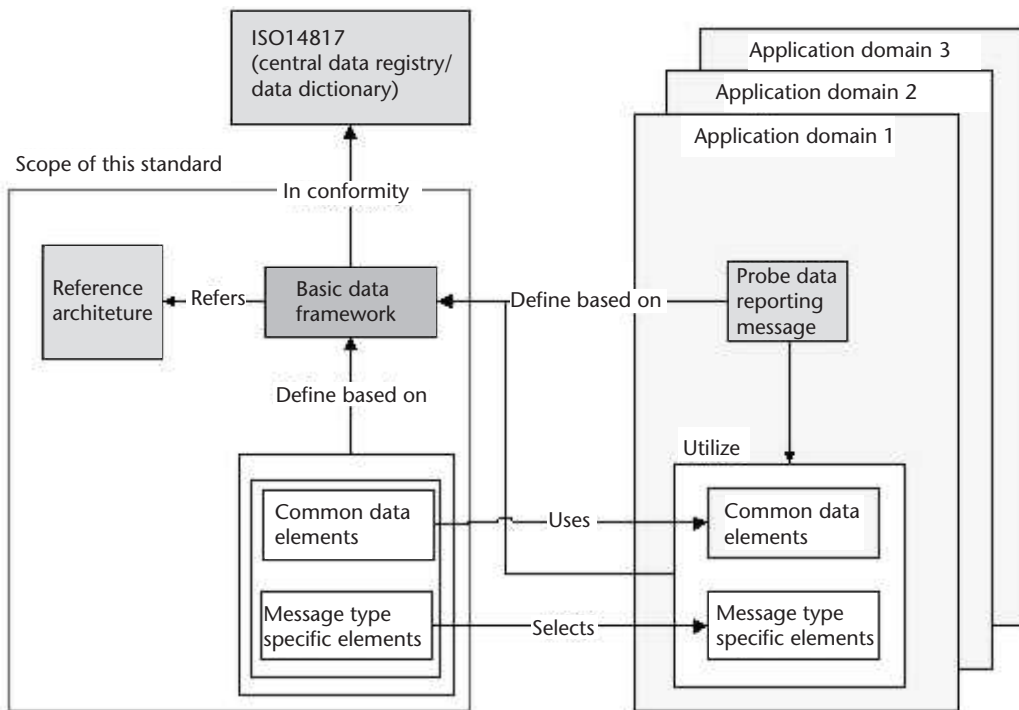 ISO14817
(central data registry/
data dictionary)
Application domain 3
Application domain 2
Application domain 1
Scope of this standard
In conformity
Reference
architeture
Refers
Basic data
framework
Define based on
Probe data
reporting
message
Define based on
Utilize
Common data
elements
Uses
Common data
elements
Message type
specific elements
Selects
Message type
specific elements